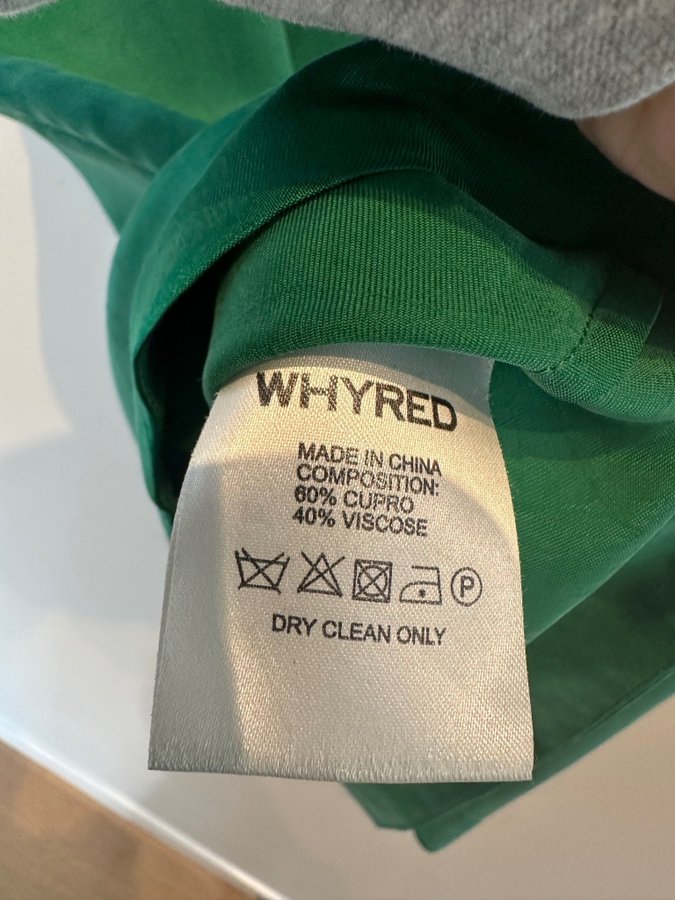 WHYRED
MADE IN CHINA
COMPOSITION:
60% CUPRO
40% VISCOSE
P
DRY CLEAN ONLY